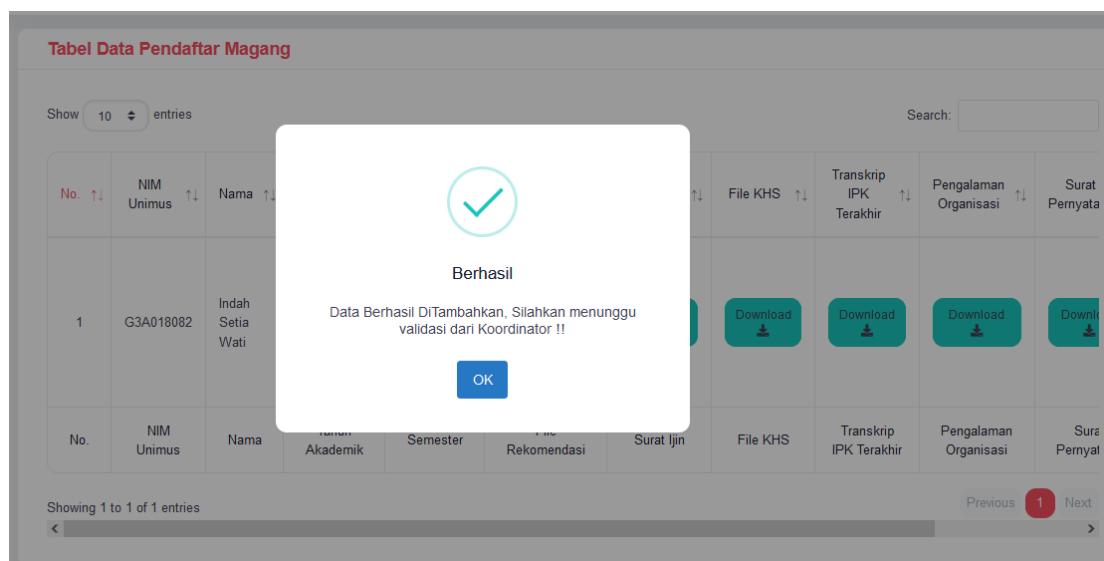 Tabel Data Pendaftar Magang
Show 10 entries
Search:
No.
NIM
Unimus
Nama
File KHS
Transkrip
IPK
Terakhir
Pengalaman
Organisasi
Surat
Pernyata
Berhasil
Data Berhasil DiTambahkan, Silahkan menunggu
validasi dari Koordinator !!
OK
1
G3A018082
Indah
Setia
Wati
Download
Download
Download
Downl
No.
NIM
Unimus
Nama
Akademik
Semester
Rekomendasi
Surat Ijin
File KHS
Transkrip
IPK Terakhir
Pengalaman
Organisasi
Sura
Pernyat
Showing 1 to 1 of 1 entries
Previous 1 Next